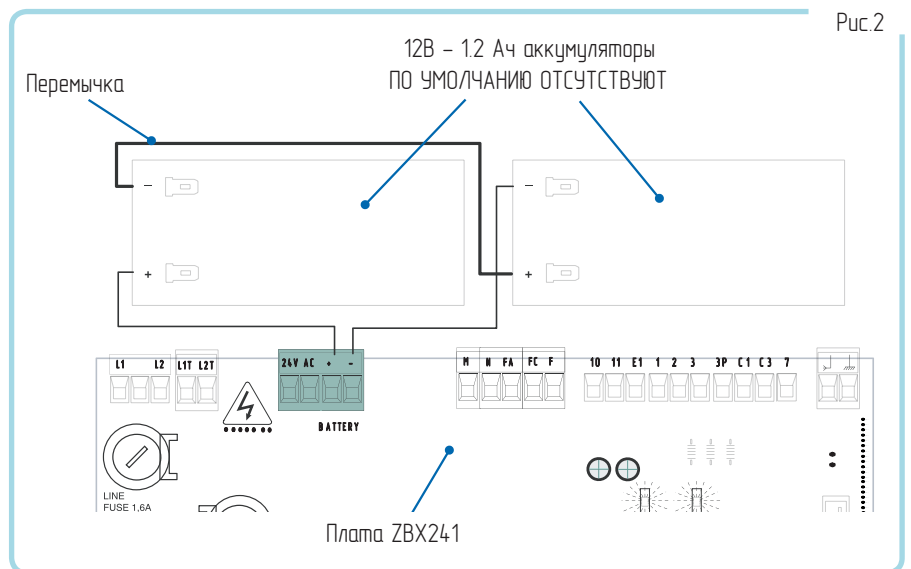 Рис.2
12В – 1.2 Ач аккумуляторы
ПО УМОЛЧАНИЮ ОТСУТСТВУЮТ
Перемычка
– –
+ +
L1 L2 L1T L2T 24V AC + - M N FA FC F 10 11 E1 1 2 3 3P C1 C3 7
BATTERY
LINE
FUSE 1,6A
Плата ZBX241